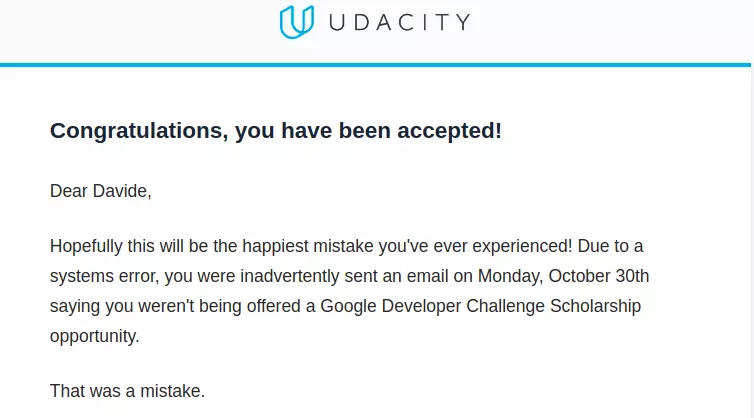 UDACITY
Congratulations, you have been accepted!
Dear Davide,
Hopefully this will be the happiest mistake you've ever experienced! Due to a
systems error, you were inadvertently sent an email on Monday, October 30th
saying you weren't being offered a Google Developer Challenge Scholarship
opportunity.
That was a mistake.